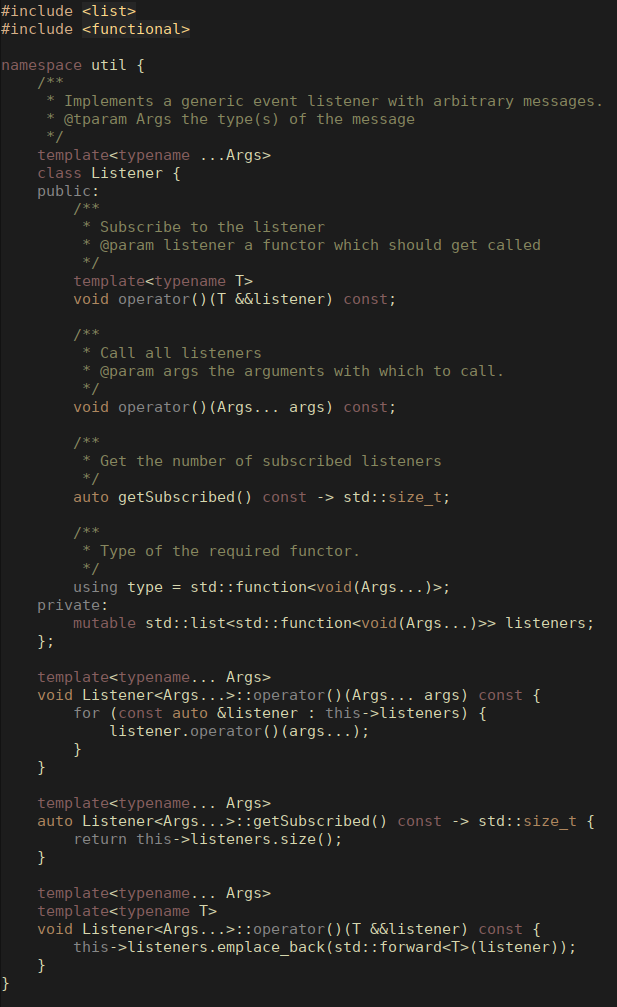 #include <list>
#include <functional>

namespace util {
    /**
     * Implements a generic event listener with arbitrary messages.
     * @tparam Args the type(s) of the message
     */
    template<typename ...Args>
    class Listener {
    public:
        /**
         * Subscribe to the listener
         * @param listener a functor which should get called
         */
        template<typename T>
        void operator()(T &&listener) const;

        /**
         * Call all listeners
         * @param args the arguments with which to call.
         */
        void operator()(Args... args) const;

        /**
         * Get the number of subscribed listeners
         */
        auto getSubscribed() const -> std::size_t;

        /**
         * Type of the required functor.
         */
        using type = std::function<void(Args...)>;
    private:
        mutable std::list<std::function<void(Args...)>> listeners;
    };

    template<typename... Args>
    void Listener<Args...>::operator()(Args... args) const {
        for (const auto &listener : this->listeners) {
            listener.operator()(args...);
        }
    }

    template<typename... Args>
    auto Listener<Args...>::getSubscribed() const -> std::size_t {
        return this->listeners.size();
    }

    template<typename... Args>
    template<typename T>
    void Listener<Args...>::operator()(T &&listener) const {
        this->listeners.emplace_back(std::forward<T>(listener));
    }
}